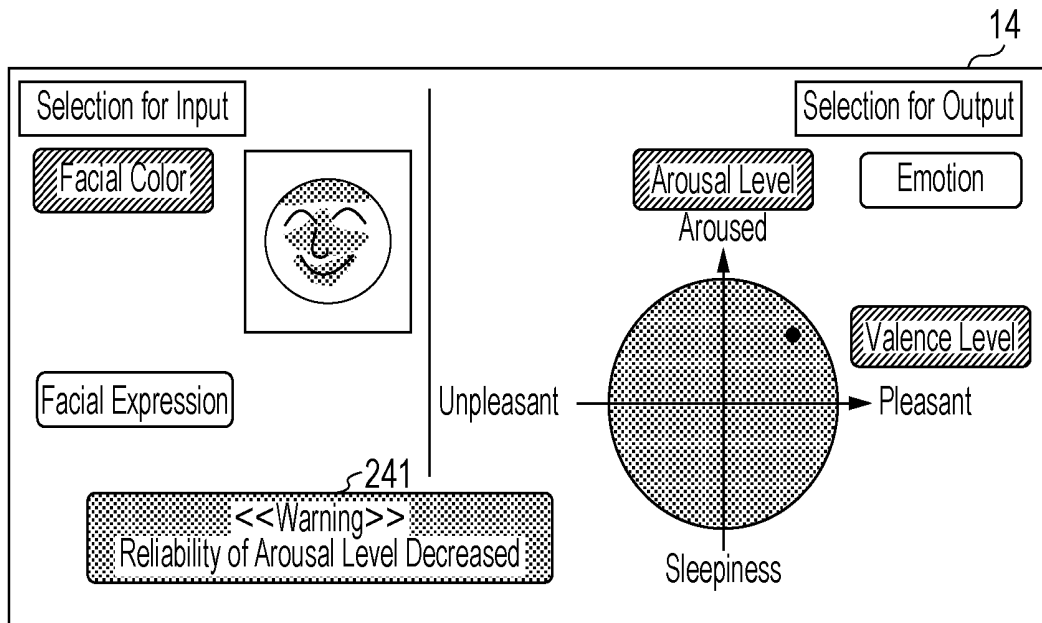 14
Selection for Input
Selection for Output
Facial Color
Arousal Level
Emotion
Aroused
Valence Level
Facial Expression
Unpleasant
Pleasant
241
<<Warning>>
Reliability of Arousal Level Decreased
Sleepiness